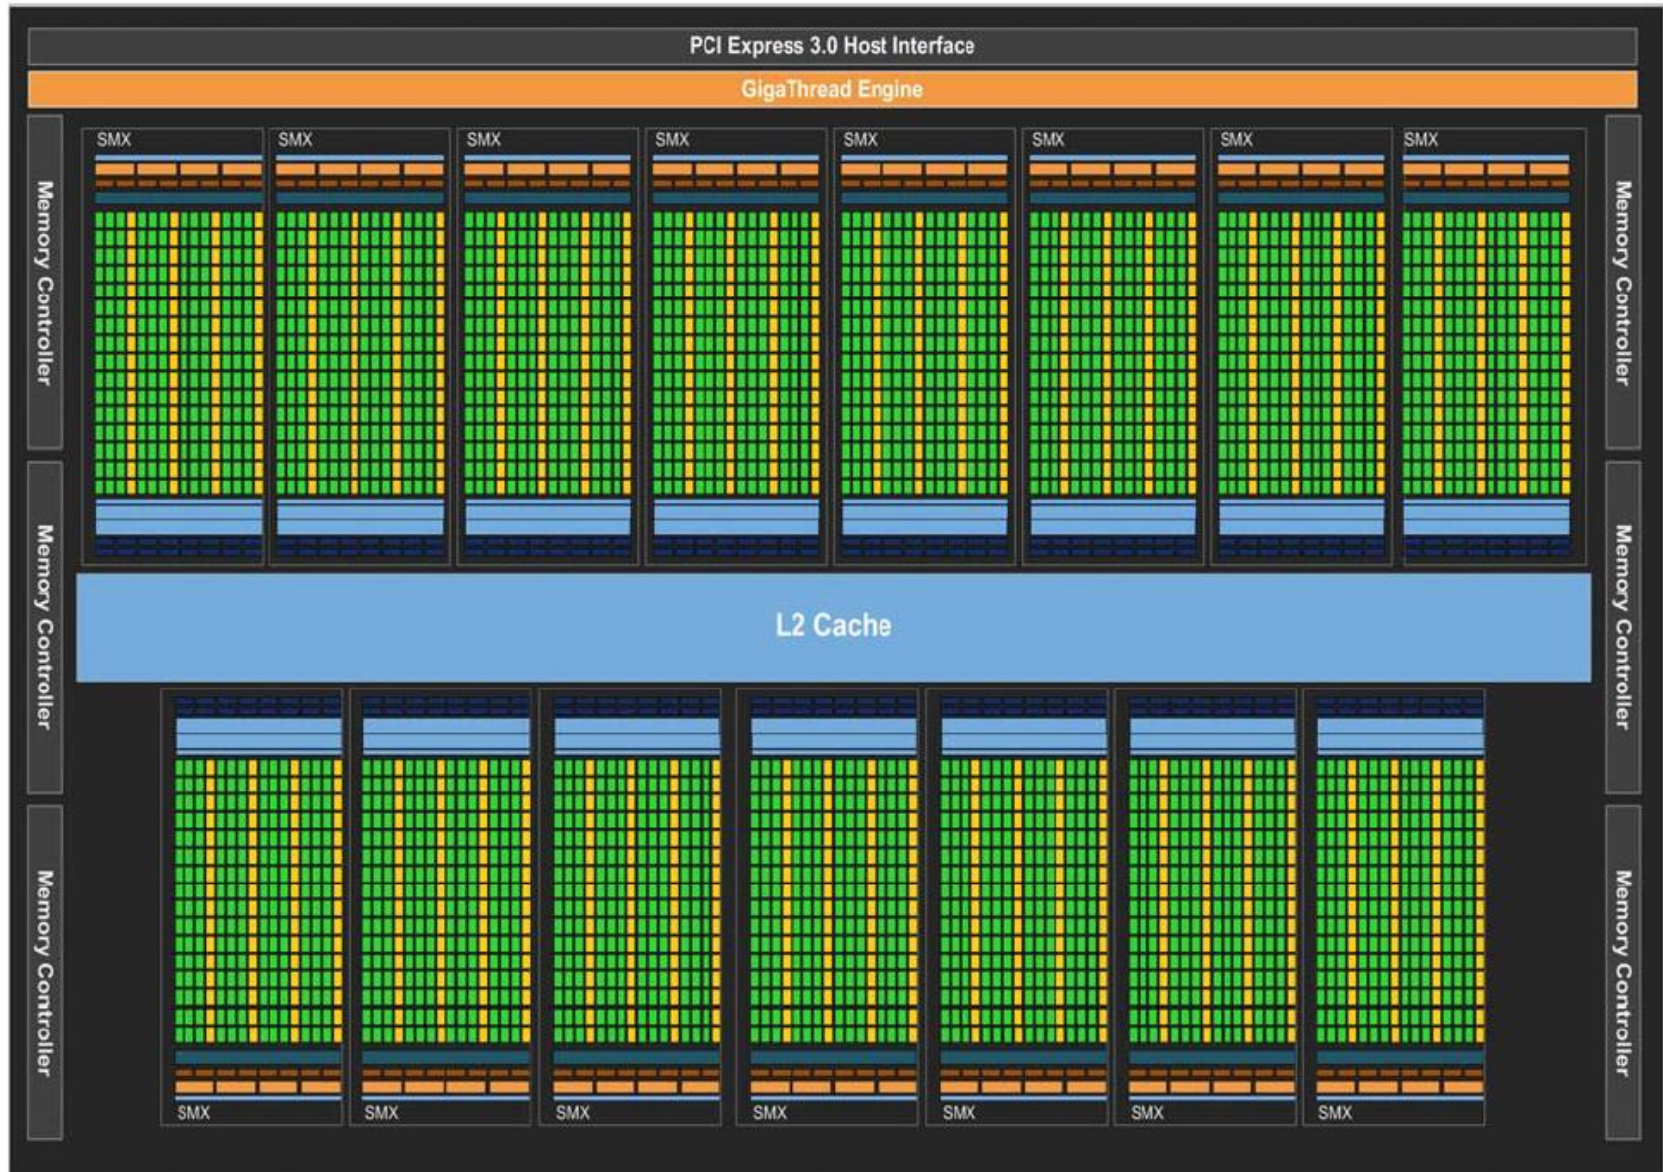 PCI Express 3.0 Host Interface
GigaThread Engine
SMX
SMX
SMX
SMX
SMX
SMX
SMX
SMX
Memory Controller
Memory Controller
Memory Controller
Memory Controller
L2 Cache
Memory Controller
Memory Controller
SMX
SMX
SMX
SMX
SMX
SMX
SMX